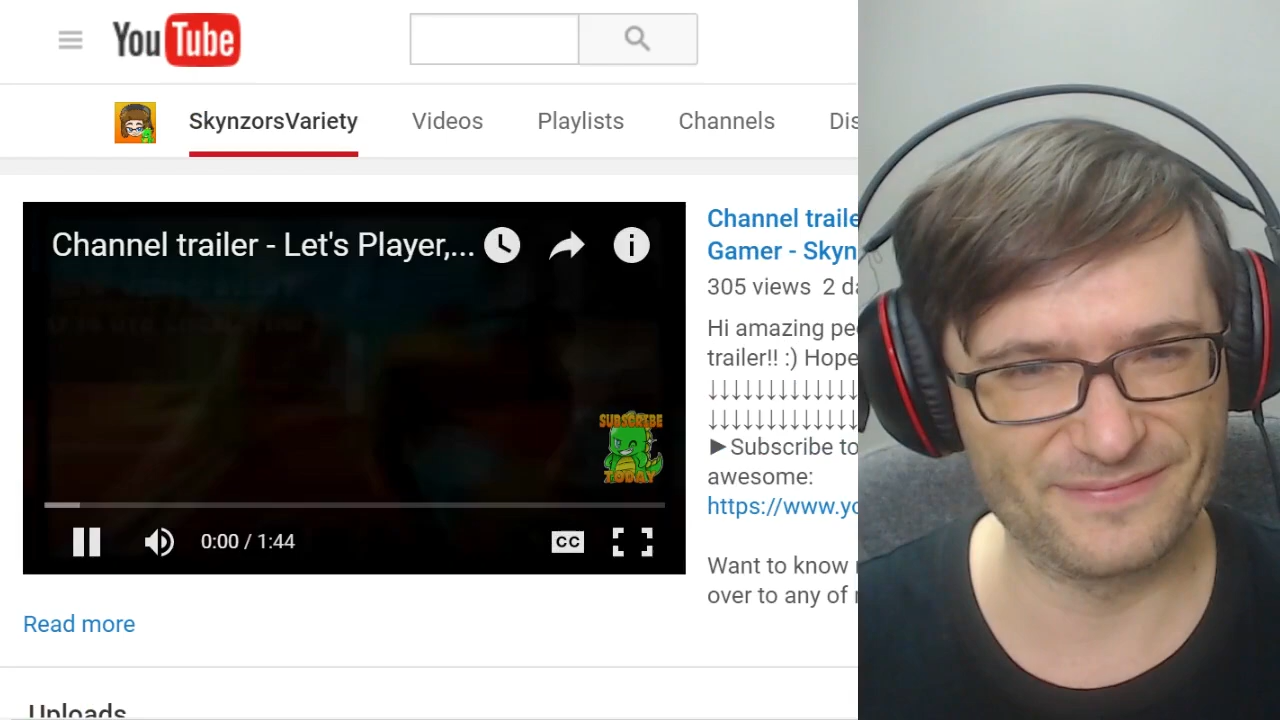 YouTube
SkynzorsVariety Videos Playlists Channels Dis
Channel trailer - Let's Player,...
SUBSCRIBE
TODAY
0:00 / 1:44
CC
Channel traile
Gamer - Skyn
305 views 2 da
Hi amazing pe
trailer!! :) Hope
↓↓↓↓↓↓↓↓↓↓↓↓↓
↓↓↓↓↓↓↓↓↓↓↓↓↓
►Subscribe to
awesome:
https://www.yo
Want to know
over to any of
Read more
Uploads